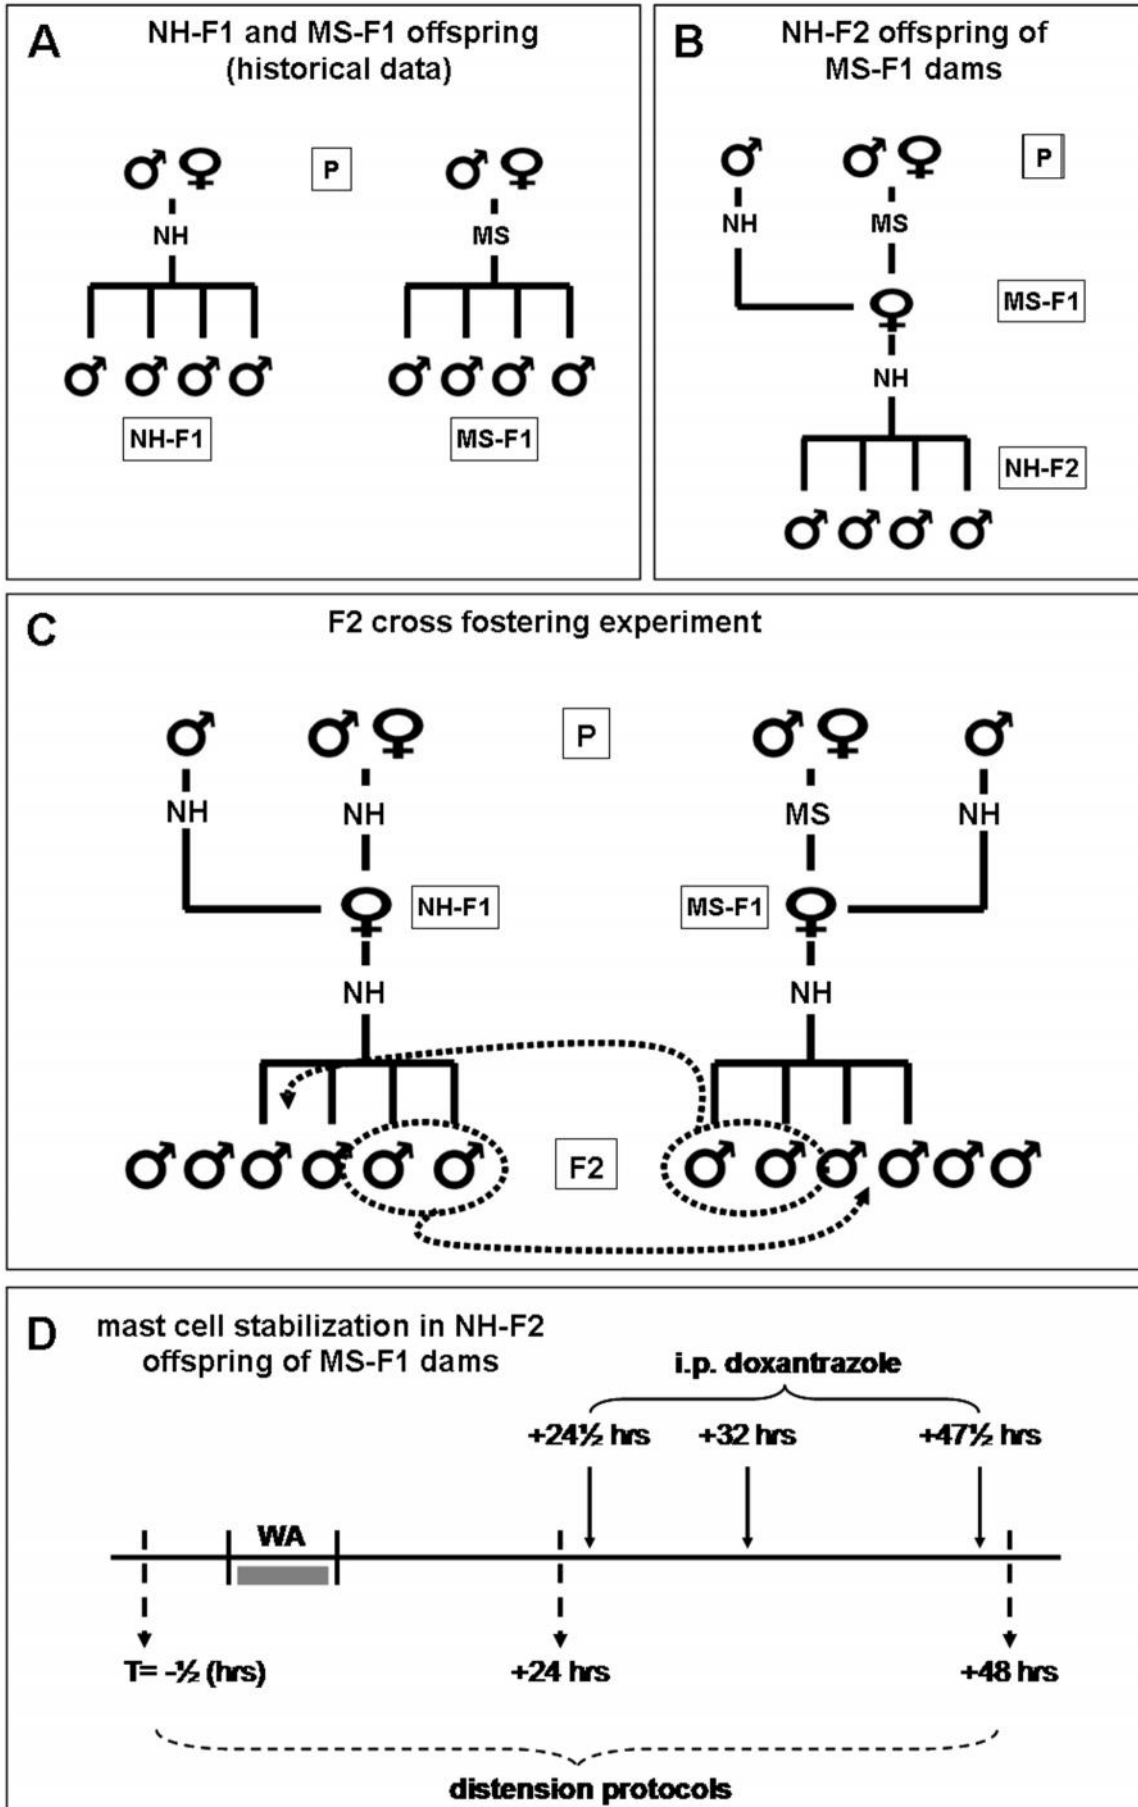 A
NH-F1 and MS-F1 offspring
(historical data)
P
NH
MS
NH-F1
MS-F1
B
NH-F2 offspring of
MS-F1 dams
P
NH
MS
MS-F1
NH
NH-F2
C
F2 cross fostering experiment
P
NH
NH
MS
NH
NH-F1
MS-F1
NH
NH
F2
D
mast cell stabilization in NH-F2
offspring of MS-F1 dams
i.p. doxantrazole
+24½ hrs
+32 hrs
+47½ hrs
WA
T= -½ (hrs)
+24 hrs
+48 hrs
distension protocols